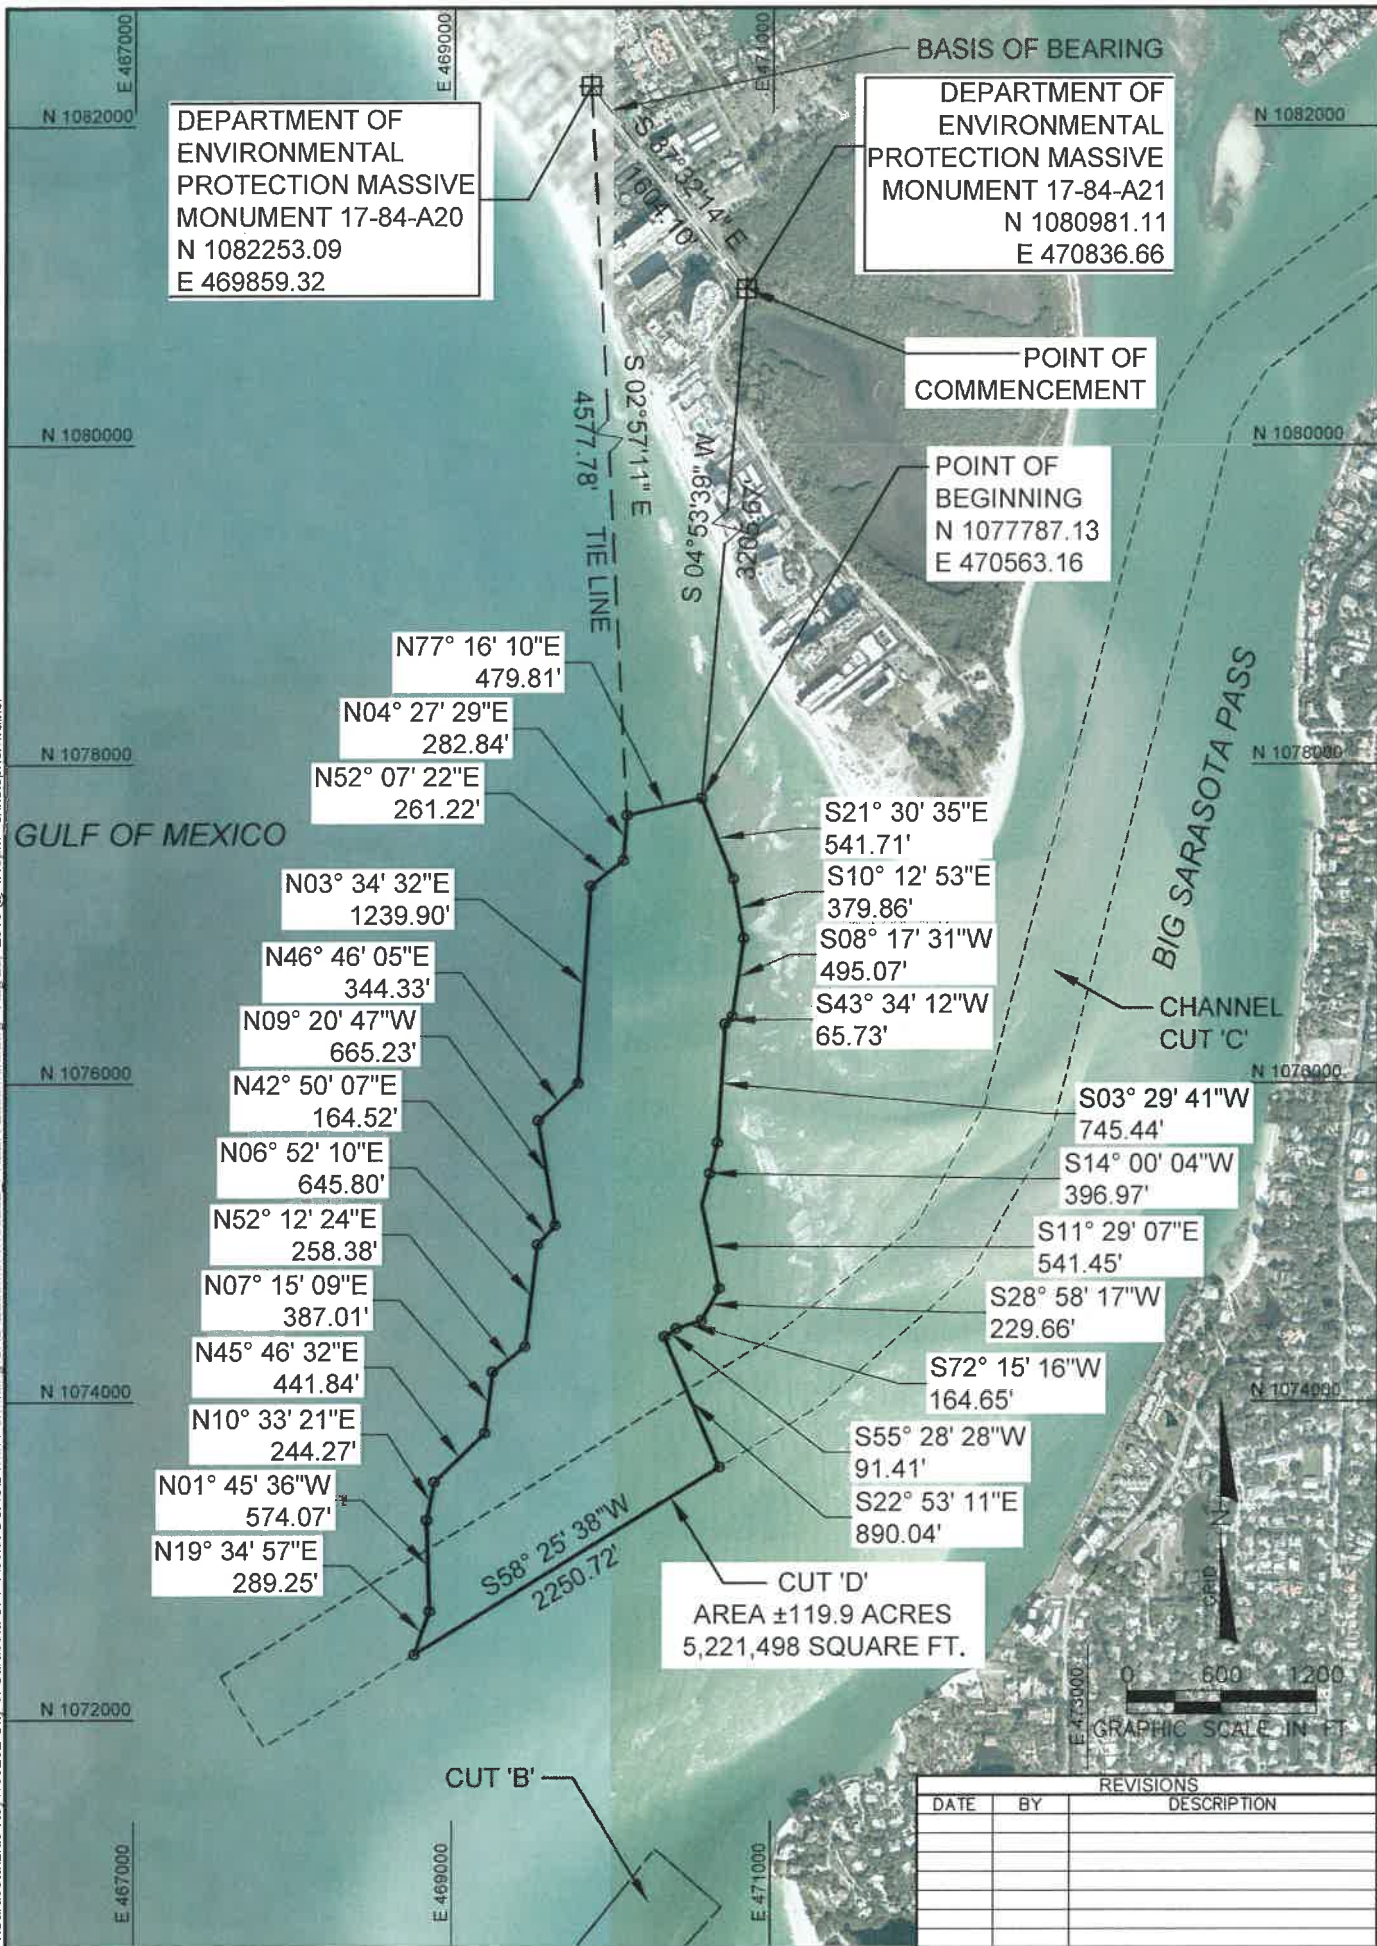 E 467000
E 469000
E 471000
BASIS OF BEARING
N 1082000
N 1082000
DEPARTMENT OF
ENVIRONMENTAL
PROTECTION MASSIVE
MONUMENT 17-84-A20
N 1082253.09
E 469859.32
DEPARTMENT OF
ENVIRONMENTAL
PROTECTION MASSIVE
MONUMENT 17-84-A21
N 1080981.11
E 470836.66
S 37°32'14" E
1604.10'
POINT OF
COMMENCEMENT
N 1080000
N 1080000
S 02°57'11" E
4577.78' TIE LINE
S 04°53'39" W
3205.67'
POINT OF
BEGINNING
N 1077787.13
E 470563.16
N77° 16' 10"E
479.81'
N04° 27' 29"E
282.84'
N52° 07' 22"E
261.22'
N 1078000
N 1078000
GULF OF MEXICO
BIG SARASOTA PASS
N03° 34' 32"E
1239.90'
N46° 46' 05"E
344.33'
N09° 20' 47"W
665.23'
N42° 50' 07"E
164.52'
N06° 52' 10"E
645.80'
N52° 12' 24"E
258.38'
N07° 15' 09"E
387.01'
N45° 46' 32"E
441.84'
N10° 33' 21"E
244.27'
N01° 45' 36"W
574.07'
N19° 34' 57"E
289.25'
S21° 30' 35"E
541.71'
S10° 12' 53"E
379.86'
S08° 17' 31"W
495.07'
S43° 34' 12"W
65.73'
CHANNEL
CUT 'C'
N 1076000
N 1076000
S03° 29' 41"W
745.44'
S14° 00' 04"W
396.97'
S11° 29' 07"E
541.45'
S28° 58' 17"W
229.66'
S72° 15' 16"W
164.65'
N 1074000
N 1074000
S55° 28' 28"W
91.41'
S22° 53' 11"E
890.04'
S58° 25' 38"W
2250.72'
CUT 'D'
AREA ±119.9 ACRES
5,221,498 SQUARE FT.
GRID
N
N 1072000
E 473000
0 600 1200
GRAPHIC SCALE IN FT
CUT 'B'
E 467000
E 469000
E 471000
REVISIONS
DATE BY DESCRIPTION